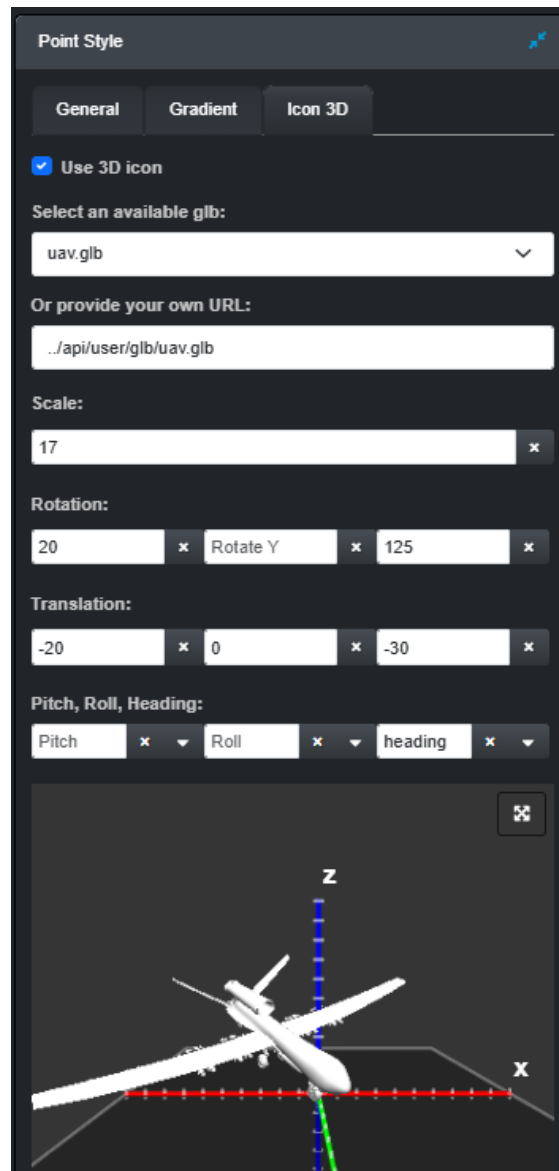 Point Style
General Gradient Icon 3D
Use 3D icon
Select an available glb:
uav.glb
Or provide your own URL:
../api/user/glb/uav.glb
Scale:
17
Rotation:
20 Rotate Y 125
Translation:
-20 0 -30
Pitch, Roll, Heading:
Pitch Roll heading
z
x